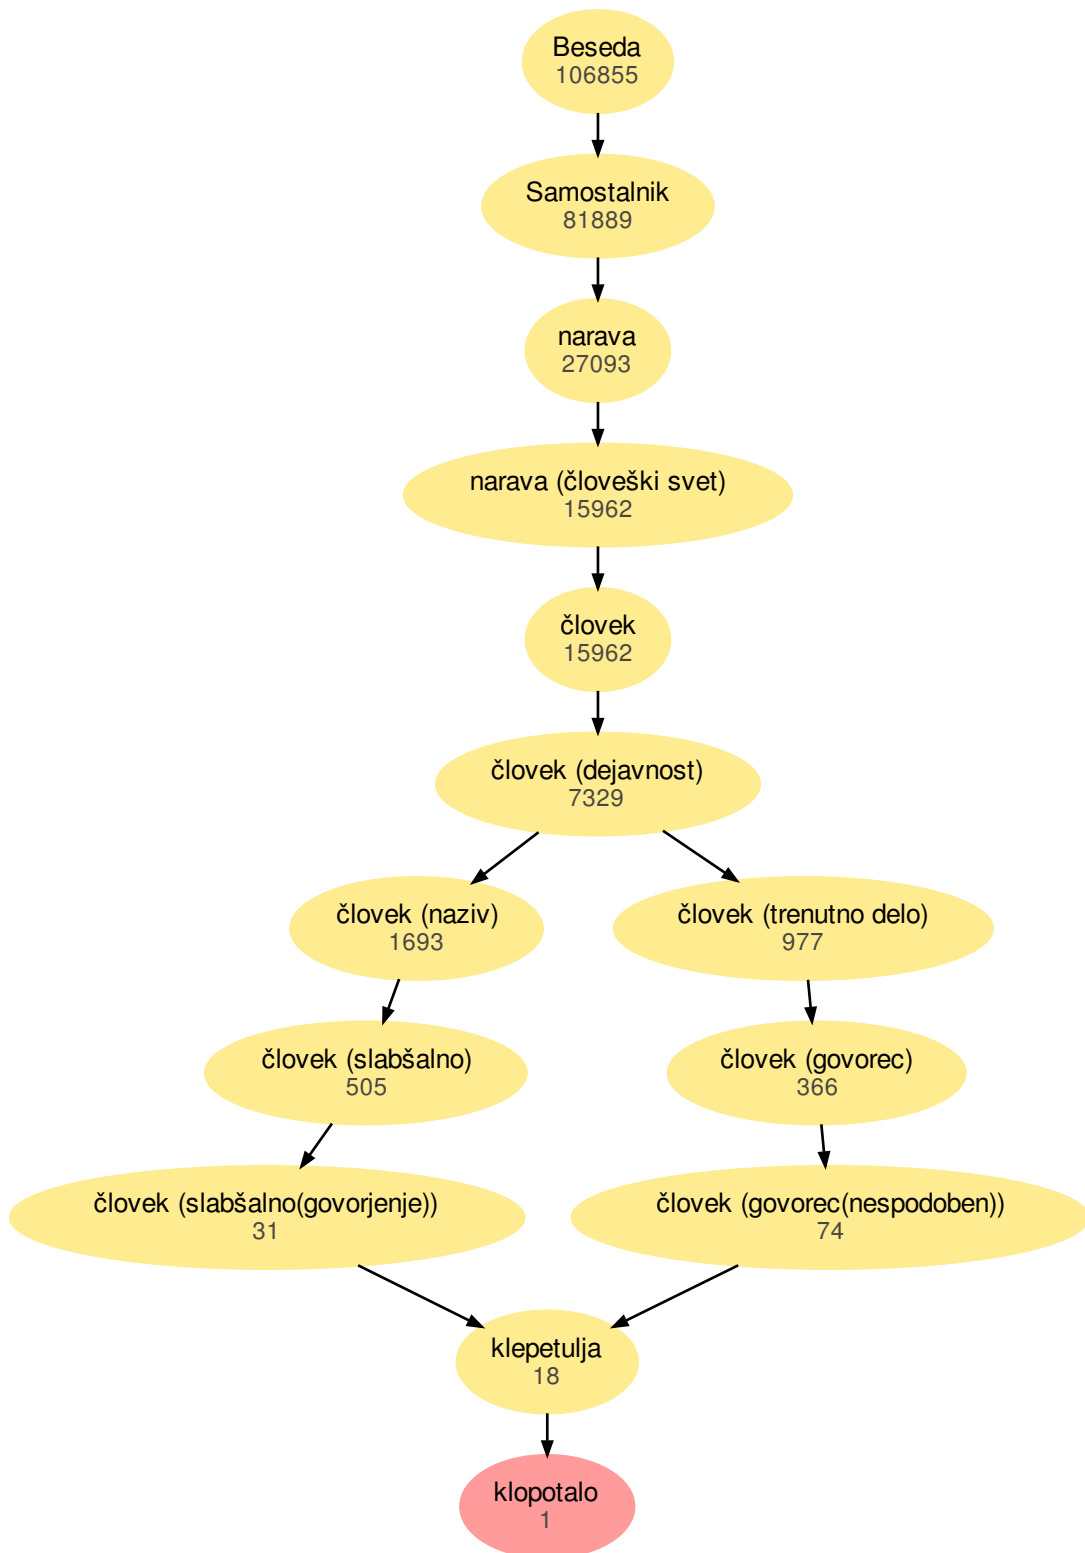 Beseda
106855
Samostalnik
81889
narava
27093
narava (človeški svet)
15962
človek
15962
človek (dejavnost)
7329
človek (naziv)
1693
človek (trenutno delo)
977
človek (slabšalno)
505
človek (govorec)
366
človek (slabšalno(govorjenje))
31
človek (govorec(nespodoben))
74
klepetulja
18
klopotalo
1